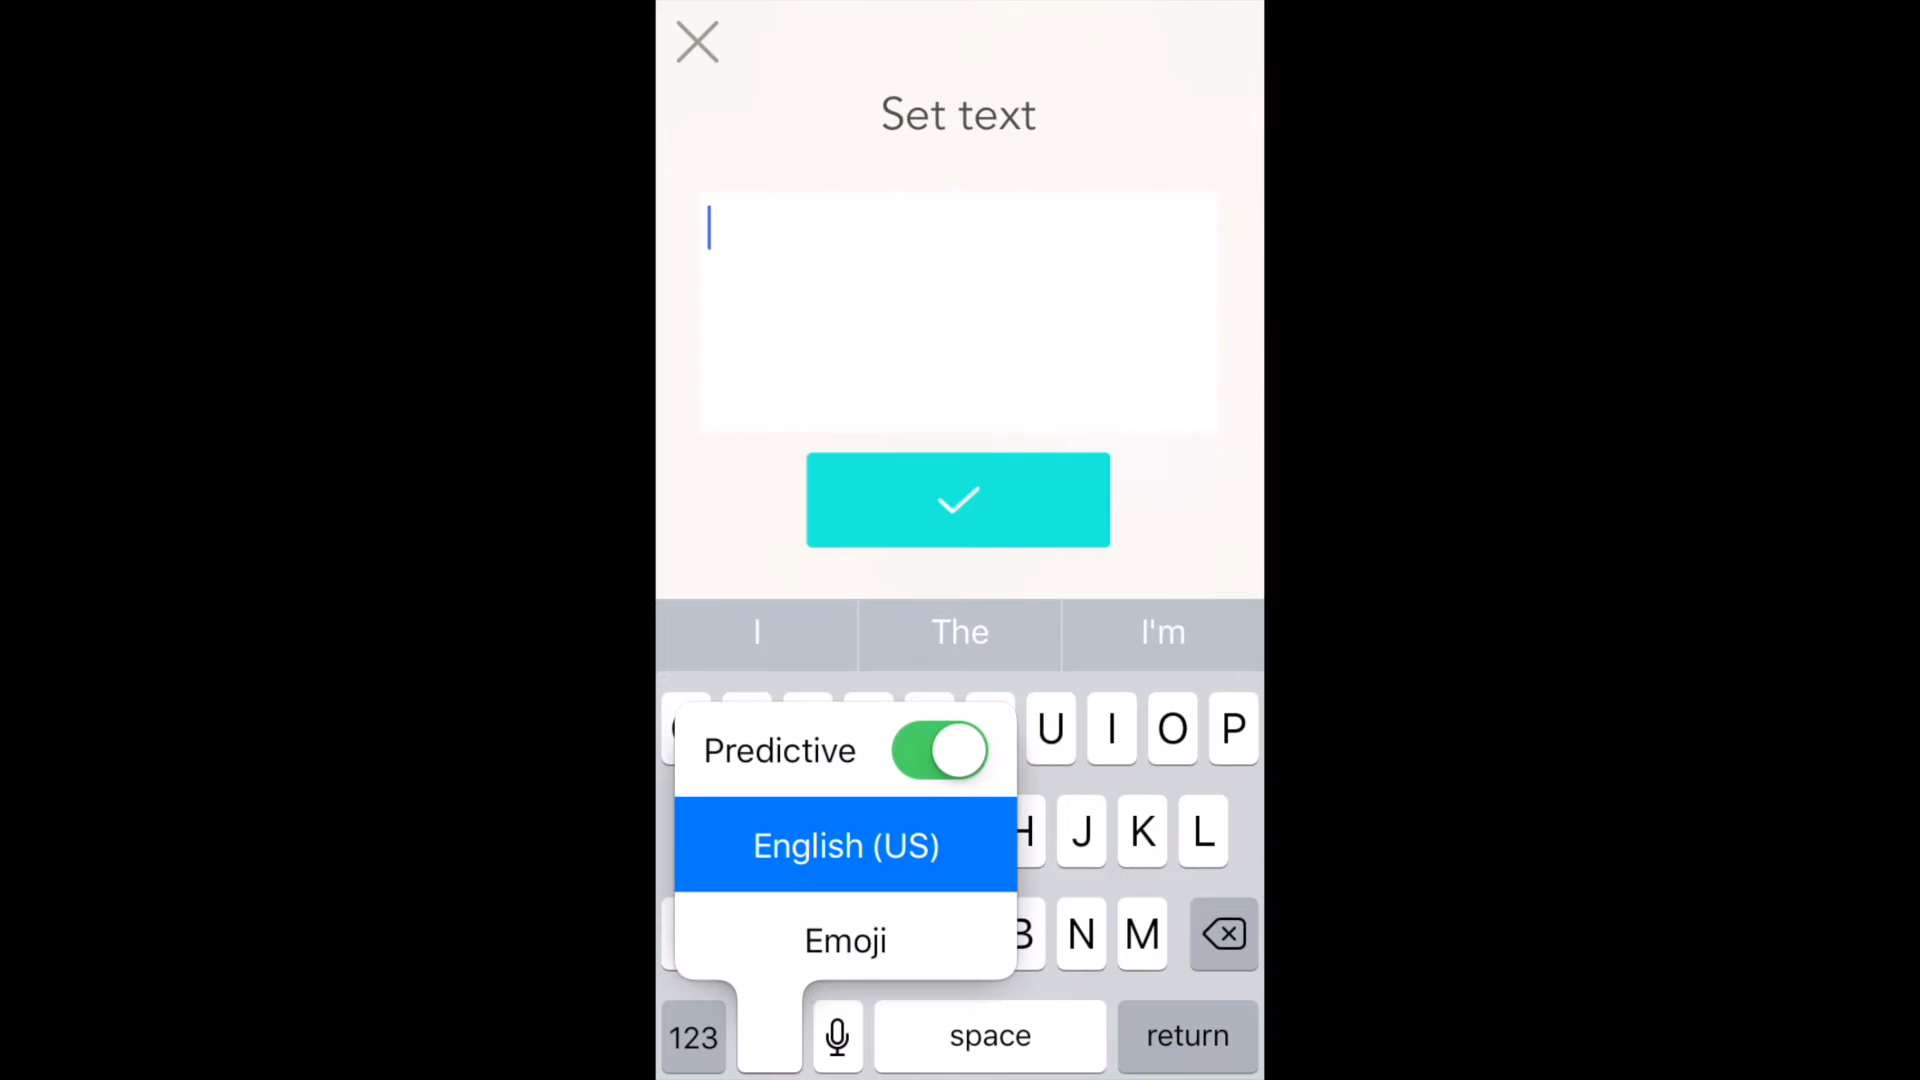 Set text
I The I'm
U I O P
Predictive
H J K L
English (US)
B N M
Emoji
123 space return